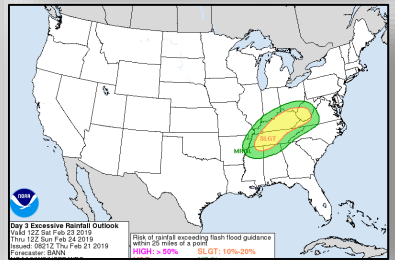 SLGT
NOAA
Day 3 Excessive Rainfall Outlook
Valid 12Z Sat Feb 23 2019
Thru 12Z Sun Feb 24 2019
Issued: 0821Z Thu Feb 21 2019
Forecaster: BANN
Risk of rainfall exceeding flash flood guidance
within 25 miles of a point
HIGH: > 50% SLGT: 10%-20%